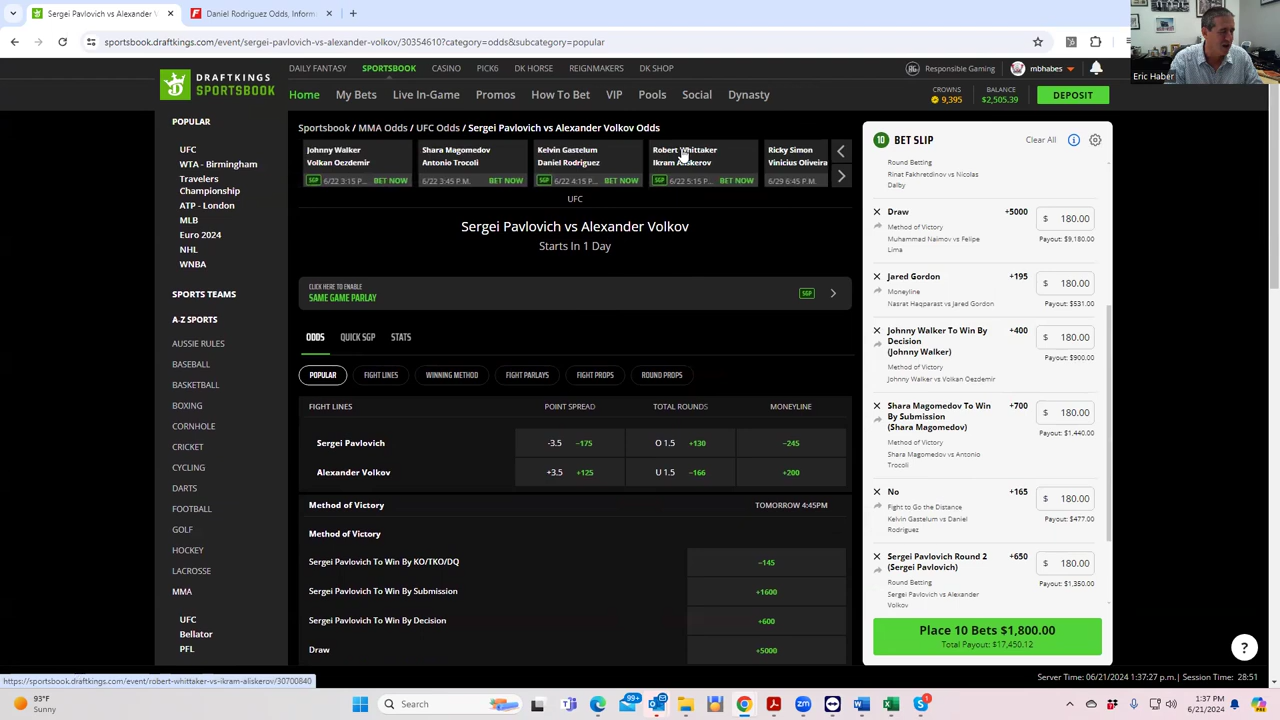 Sergei Pavlovich vs Alexander V
Daniel Rodriguez Odds, Inform
sportsbook.draftkings.com/event/sergei-pavlovich-vs-alexander-volkov/30354610?category=odds&subcategory=popular
Eric Haber
DRAFTKINGS
SPORTSBOOK
DAILY FANTASY
SPORTSBOOK
CASINO
PICK6
DK HORSE
REIGNMAKERS
DK SHOP
Responsible Gaming
mbhabes
Home
My Bets
Live In-
Promos
How To Bet
VIP
Pools
Social
Dynasty
CROWNS
9,395
BALANCE
$2,505.39
DEPOSIT
POPULAR
UFC
WTA - Birmingham
Travelers
Championship
ATP - London
MLB
Euro 2024
NHL
WNBA
SPORTS TEAMS
A-Z SPORTS
AUSSIE RULES
BASEBALL
BASKETBALL
BOXING
CORNHOLE
CRICKET
CYCLING
DARTS
FOOTBALL
GOLF
HOCKEY
LACROSSE
MMA
UFC
Bellator
PFL
Sportsbook / MMA Odds / UFC Odds / Sergei Pavlovich vs Alexander Volkov Odds
Johnny Walker
Volkan Oezdemir
SGP 6/22 3:15 P.M. BET NOW
Shara Magomedov
Antonio Trocoli
6/22 3:45 P.M. BET NOW
Kelvin Gastelum
Daniel Rodriguez
SGP 6/22 4:15 P.M. BET NOW
Robert Whittaker
Ikram Aliskerov
SGP 6/22 5:15 P.M. BET NOW
Ricky Simon
Vinicius Oliveira
6/29 6:45 P.M.
UFC
Sergei Pavlovich vs Alexander Volkov
Starts In 1 Day
CLICK HERE TO ENABLE
SAME GAME PARLAY
SGP
ODDS
QUICK SGP
STATS
POPULAR
FIGHT LINES
WINNING METHOD
FIGHT PARLAYS
FIGHT PROPS
ROUND PROPS
FIGHT LINES POINT SPREAD TOTAL ROUNDS MONEYLINE
Sergei Pavlovich -3.5 −175 O 1.5 +130 −245
Alexander Volkov +3.5 +125 U 1.5 −166 +200
Method of Victory TOMORROW 4:45PM
Method of Victory
Sergei Pavlovich To Win By KO/TKO/DQ −145
Sergei Pavlovich To Win By Submission +1600
Sergei Pavlovich To Win By Decision +600
Draw +5000
10 BET SLIP Clear All
Round Betting
Rinat Fakhretdinov vs Nicolas
Dalby
Draw +5000 $ 180.00
Method of Victory Payout: $9,180.00
Muhammad Naimov vs Felipe
Lima
Jared Gordon +195 $ 180.00
Moneyline
Nasrat Haqparast vs Jared Gordon Payout: $531.00
Johnny Walker To Win By +400 $ 180.00
Decision
(Johnny Walker) Payout: $900.00
Method of Victory
Johnny Walker vs Volkan Oezdemir
Shara Magomedov To Win +700 $ 180.00
By Submission
(Shara Magomedov) Payout: $1,440.00
Method of Victory
Shara Magomedov vs Antonio
Trocoli
No +165 $ 180.00
Fight to Go the Distance
Kelvin Gastelum vs Daniel Payout: $477.00
Rodriguez
Sergei Pavlovich Round 2 +650 $ 180.00
(Sergei Pavlovich)
Round Betting Payout: $1,350.00
Sergei Pavlovich vs Alexander
Volkov
Place 10 Bets $1,800.00
Total Payout: $17,450.12
?
https://sportsbook.draftkings.com/event/robert-whittaker-vs-ikram-aliskerov/30700840
Server Time: 06/21/2024 1:37:27 p.m.| Session Time: 28:51
93°F
Sunny
Search
99+
1:37 PM
6/21/2024